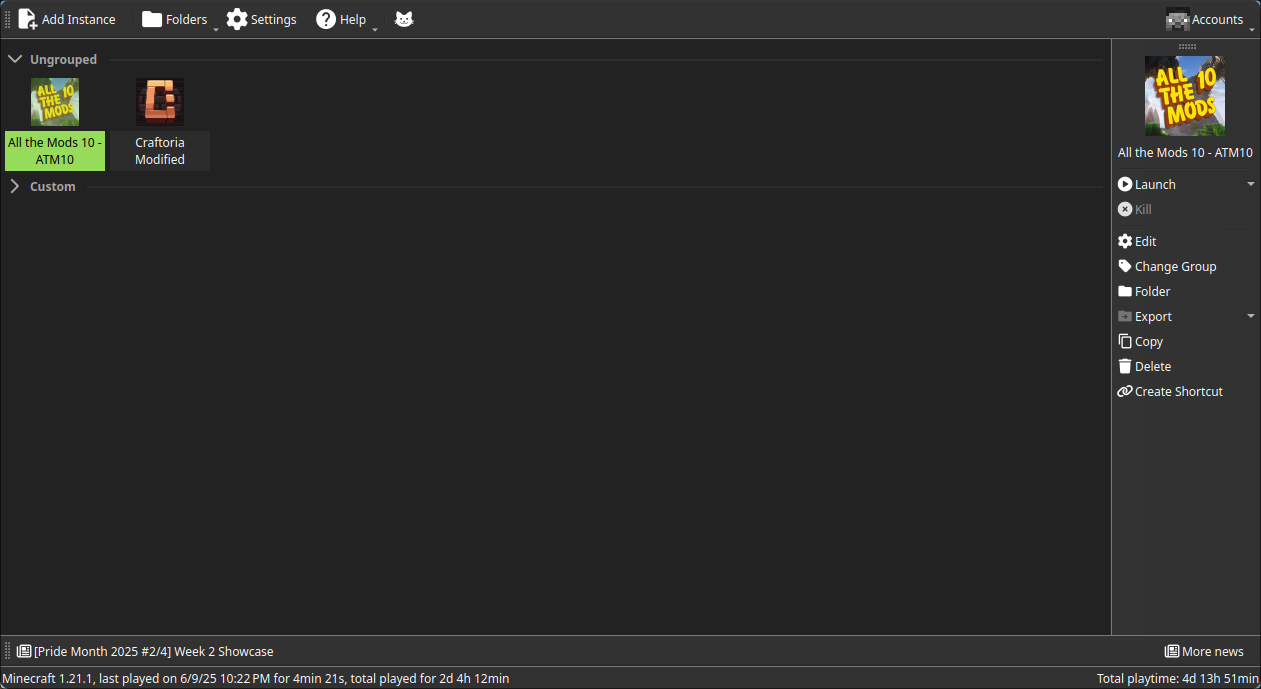 Add Instance
Folders
Settings
Help
Accounts
Ungrouped
ALL THE 10 MODS
All the Mods 10 -
ATM10
Craftoria
Modified
Custom
ALL 10
THE
MODS
All the Mods 10 - ATM10
Launch
Kill
Edit
Change Group
Folder
Export
Copy
Delete
Create Shortcut
[Pride Month 2025 #2/4] Week 2 Showcase
More news
Minecraft 1.21.1, last played on 6/9/25 10:22 PM for 4min 21s, total played for 2d 4h 12min
Total playtime: 4d 13h 51min